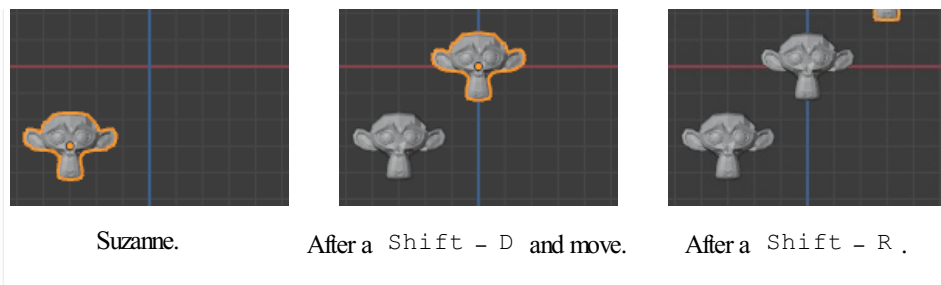 Suzanne.
After a Shift - D and move.
After a Shift - R .